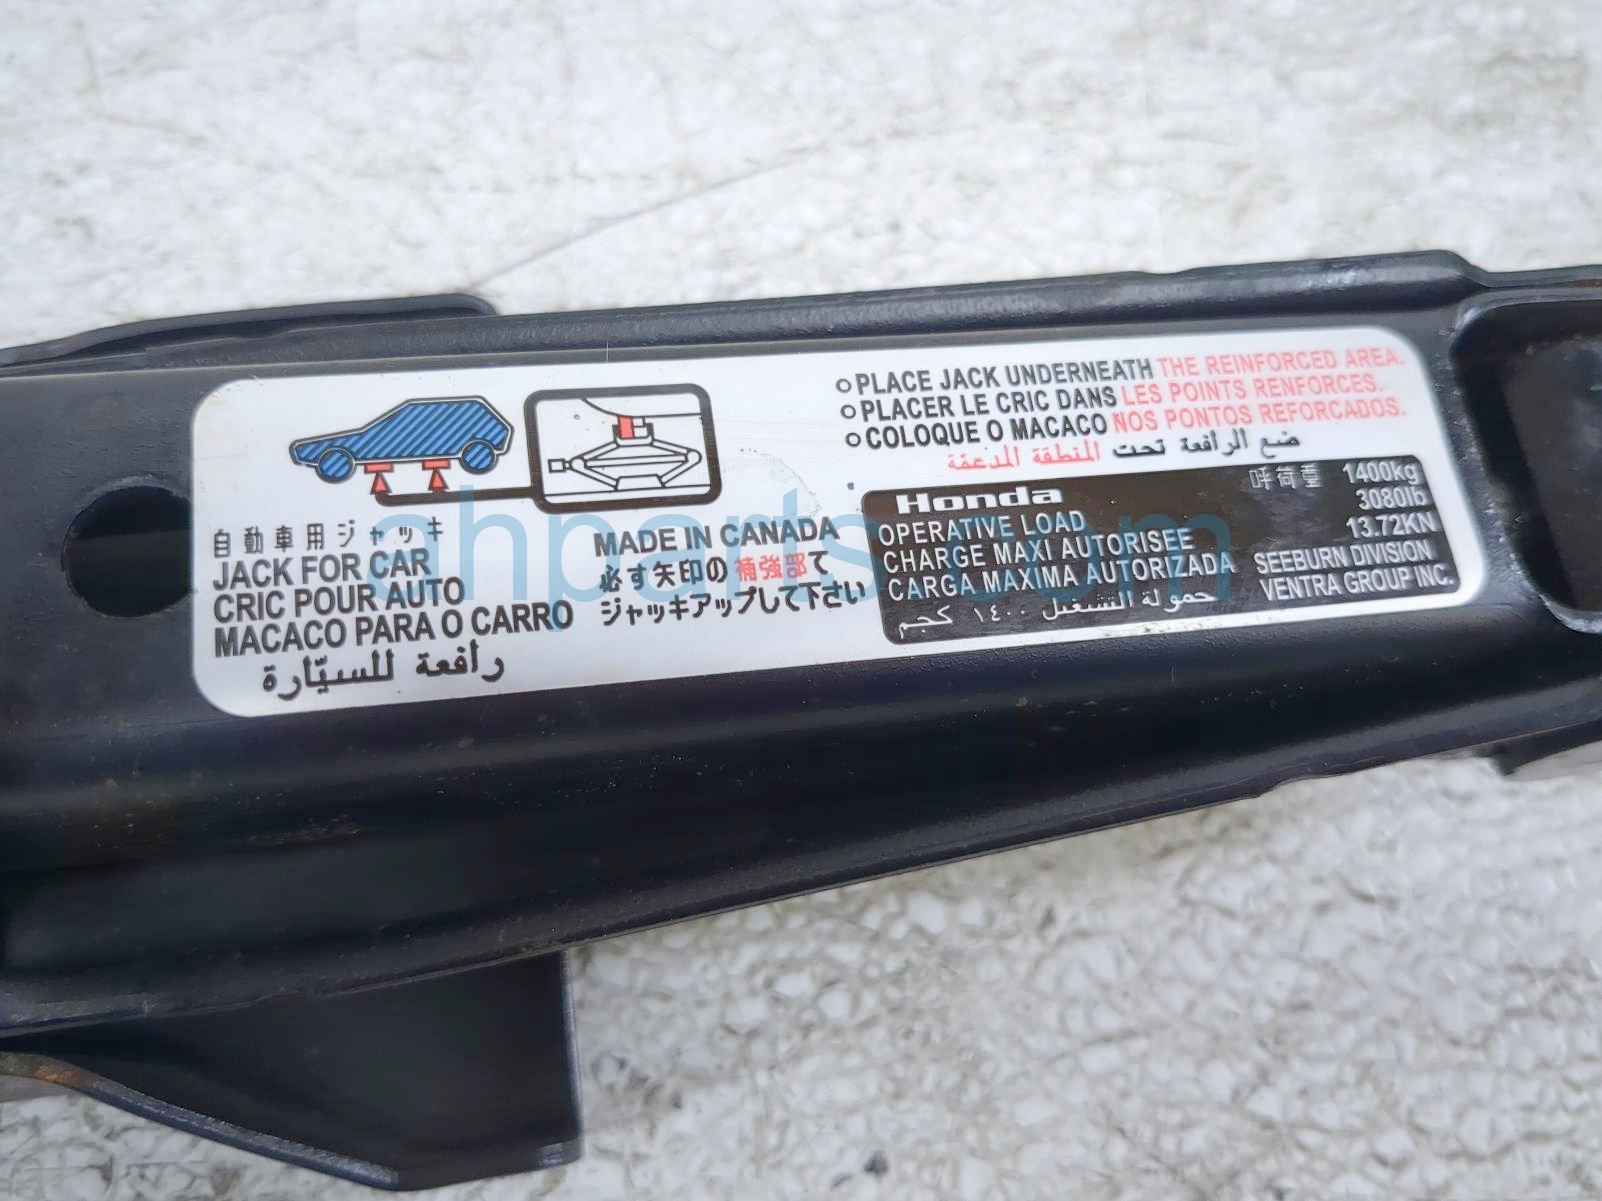 自動車用ジャッキ
JACK FOR CAR
CRIC POUR AUTO
MACACO PARA O CARRO
رافعة للسيّارة
MADE IN CANADA
必ず矢印の補強部で
ジャッキアップして下さい
○ PLACE JACK UNDERNEATH THE REINFORCED AREA.
○ PLACER LE CRIC DANS LES POINTS RENFORCES.
○ COLOQUE O MACACO NOS PONTOS REFORCADOS.
ضع الرافعة تحت المنطقة المدعمّة
Honda
呼荷重 1400kg
OPERATIVE LOAD 3080lb
CHARGE MAXI AUTORISEE 13.72KN
CARGA MAXIMA AUTORIZADA SEEBURN DIVISION
حمولة التشغيل ١٤٠٠ كجم VENTRA GROUP INC.
ahparts.com